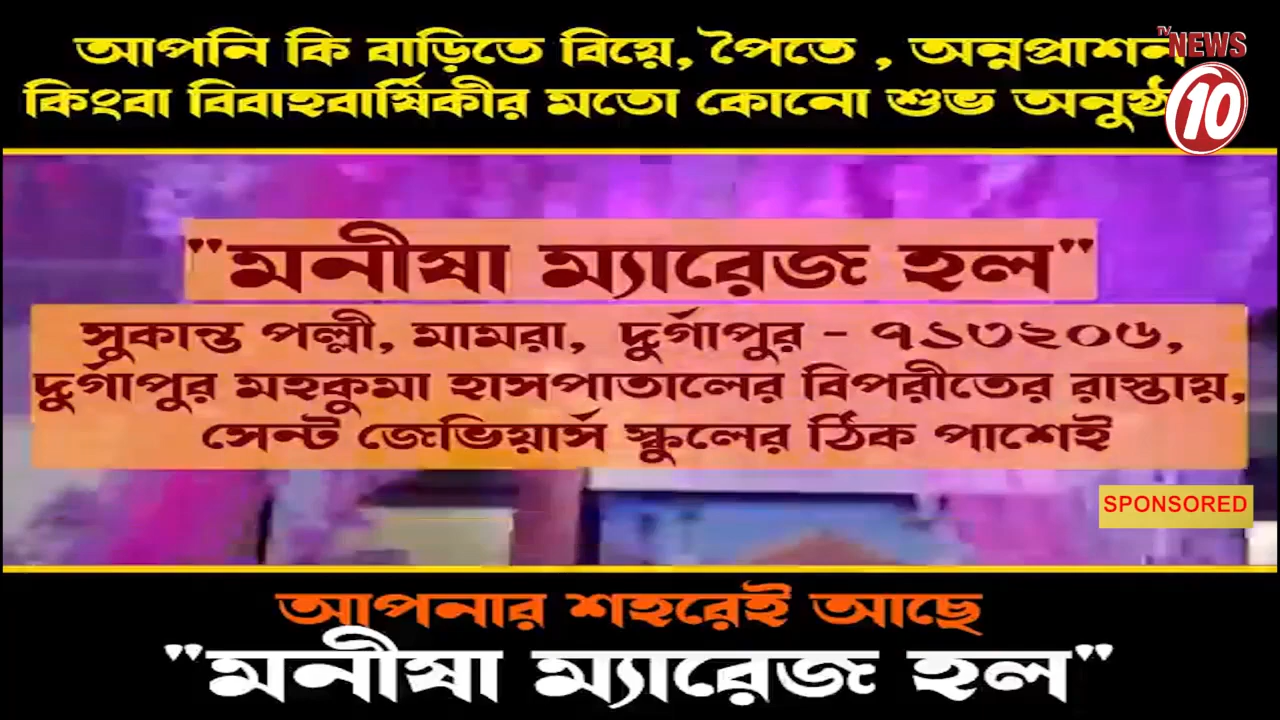 আপনি কি বাড়িতে বিয়ে, পৈতে , অন্নপ্রাশন
TV NEWS
10
কিংবা বিবাহবার্ষিকীর মতো কোনো শুভ
"মনীষা ম্যারেজ হল"
সুকান্ত পল্লী, মামরা, দুর্গাপুর - ৭১৩২০৬,
দুর্গাপুর মহকুমা হাসপাতালের বিপরীতের রাস্তায়,
সেন্ট জেভিয়ার্স স্কুলের ঠিক পাশেই
SPONSORED
আপনার শহরেই আছে
"মনীষা ম্যারেজ হল"